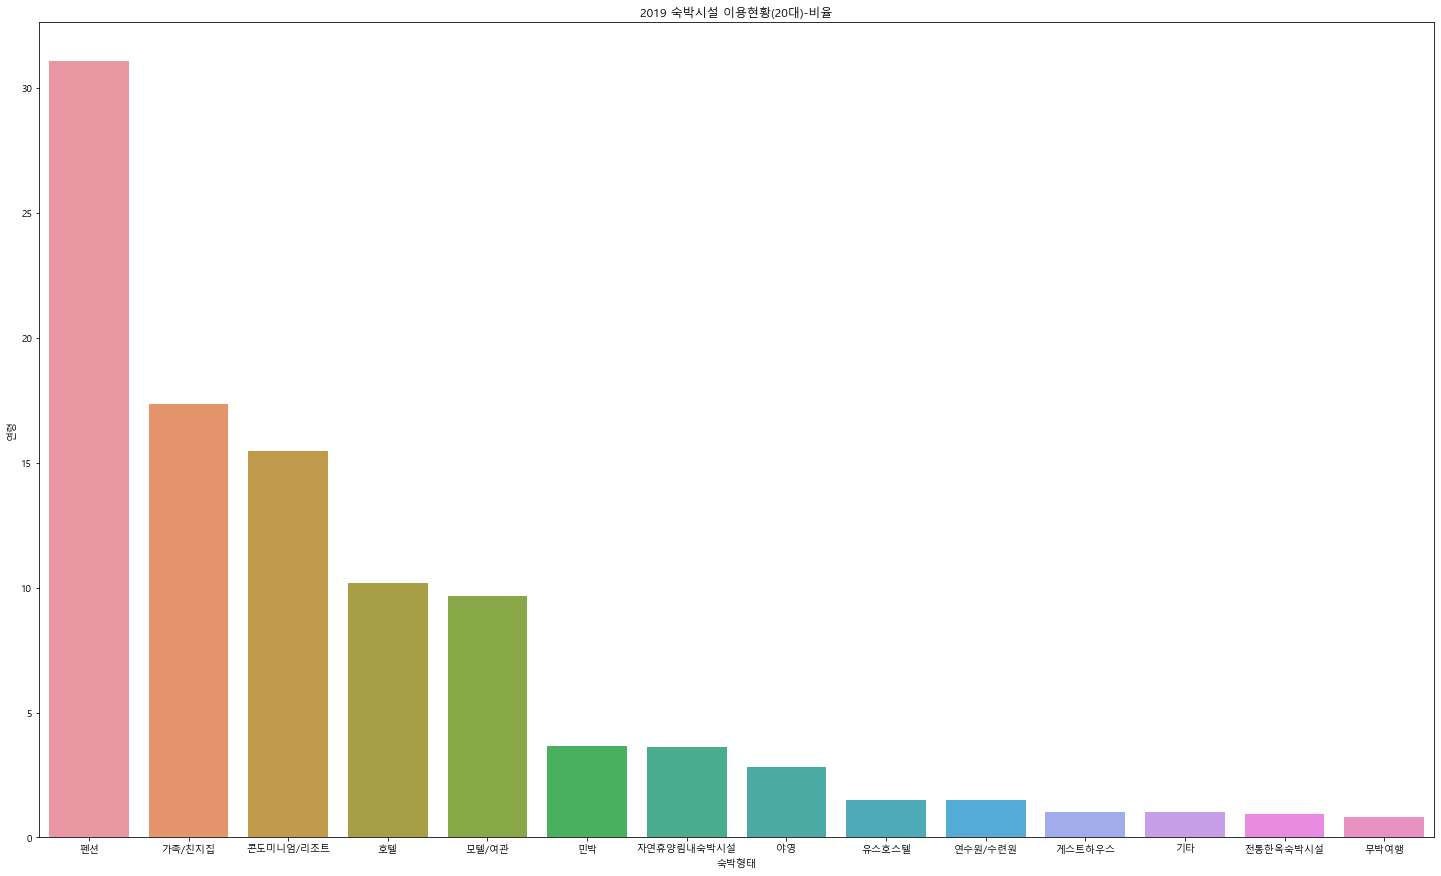 2019 숙박시설 이용현황(20대)-비율
30
25
20
15
10
5
0
연령
펜션 가족/친지집 콘도미니엄/리조트 호텔 모텔/여관 민박 자연휴양림내숙박시설 야영 유스호스텔 연수원/수련원 게스트하우스 기타 전통한옥숙박시설 무박여행
숙박형태